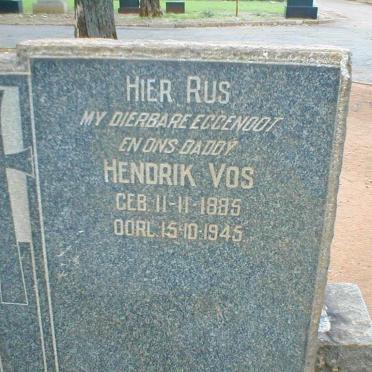 HIER RUS
MY DIERBARE EGGENOOT
EN ONS DADDY
HENDRIK VOS
GEB. 11-11-1885
OORL. 15-10-1945